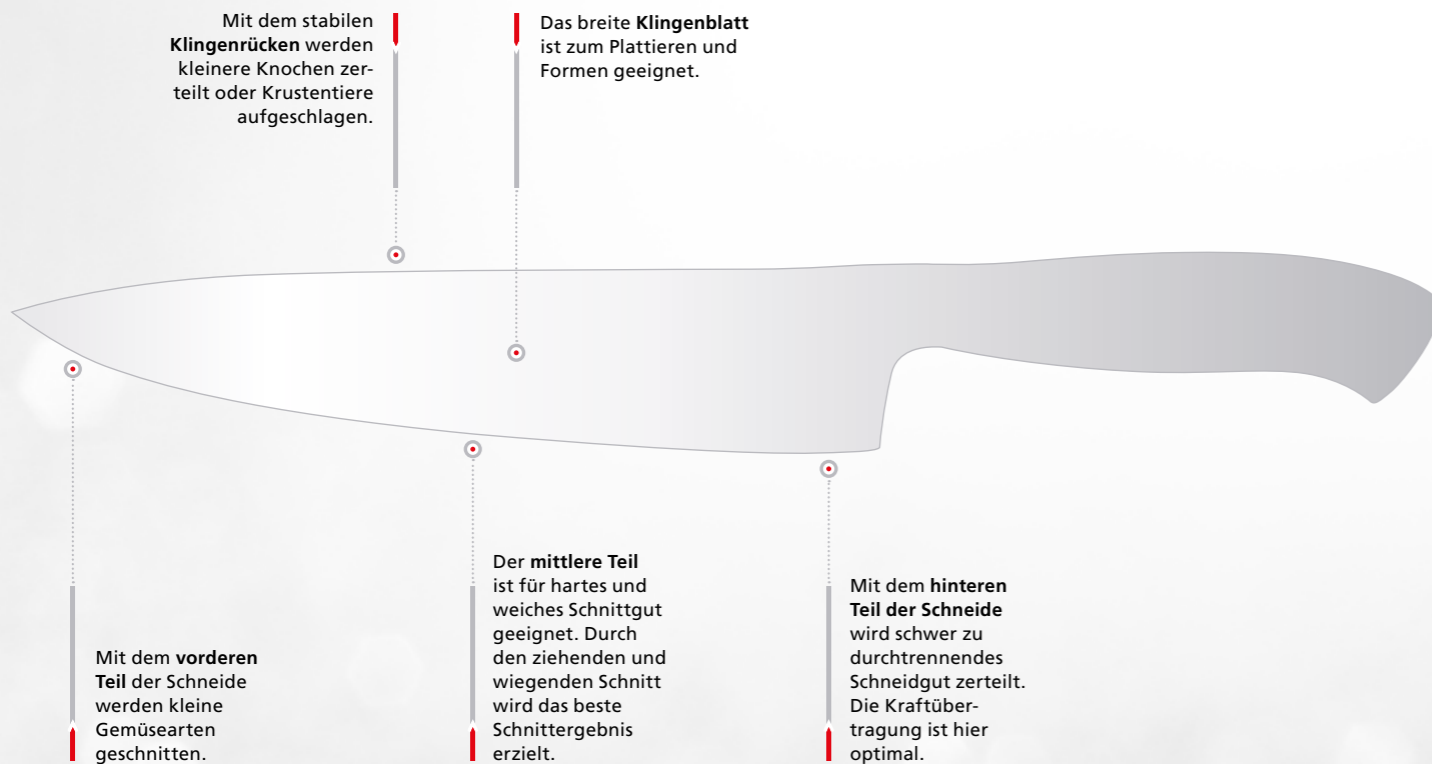 Mit dem stabilen
Klingenrücken werden
kleinere Knochen zer-
teilt oder Krustentiere
aufgeschlagen.
Das breite Klingenblatt
ist zum Plattieren und
Formen geeignet.
Mit dem vorderen
Teil der Schneide
werden kleine
Gemüsearten
geschnitten.
Der mittlere Teil
ist für hartes und
weiches Schnittgut
geeignet. Durch
den ziehenden und
wiegenden Schnitt
wird das beste
Schnittergebnis
erzielt.
Mit dem hinteren
Teil der Schneide
wird schwer zu
durchtrennendes
Schneidgut zerteilt.
Die Kraftüber-
tragung ist hier
optimal.